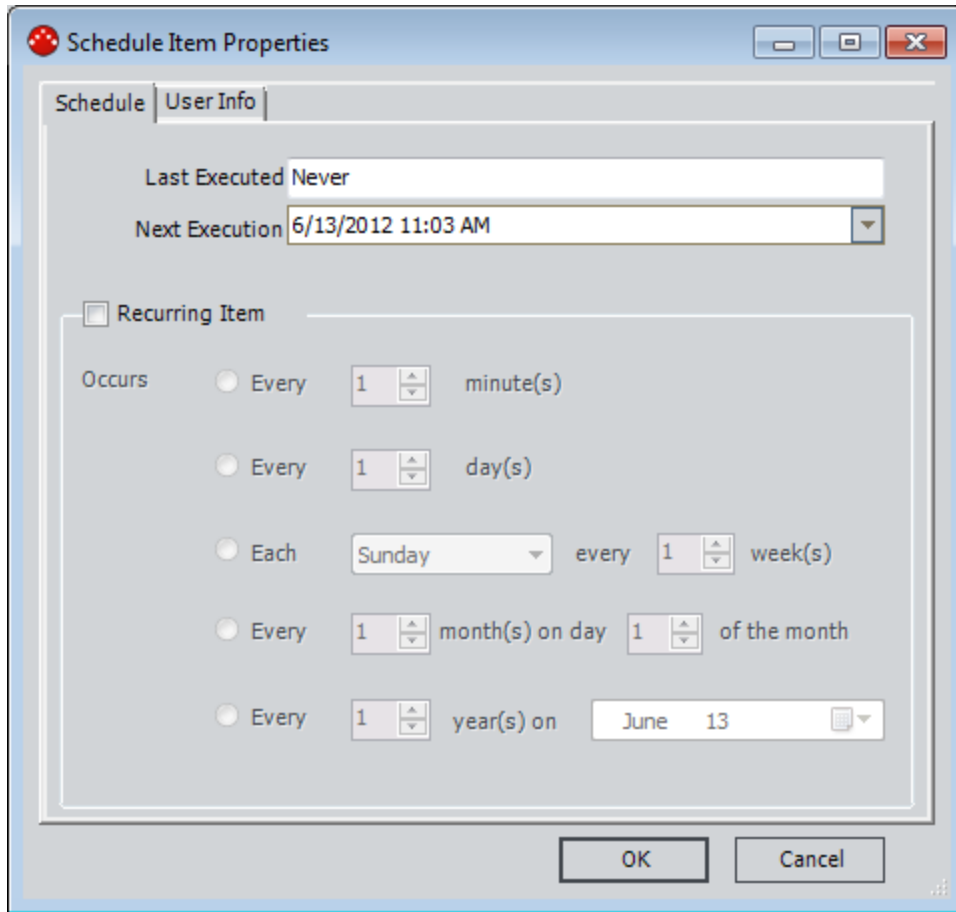 Schedule Item Properties
Schedule User Info
Last Executed Never
Next Execution 6/13/2012 11:03 AM
Recurring Item
Occurs Every 1 minute(s)
Every 1 day(s)
Each Sunday every 1 week(s)
Every 1 month(s) on day 1 of the month
Every 1 year(s) on June 13
OK Cancel